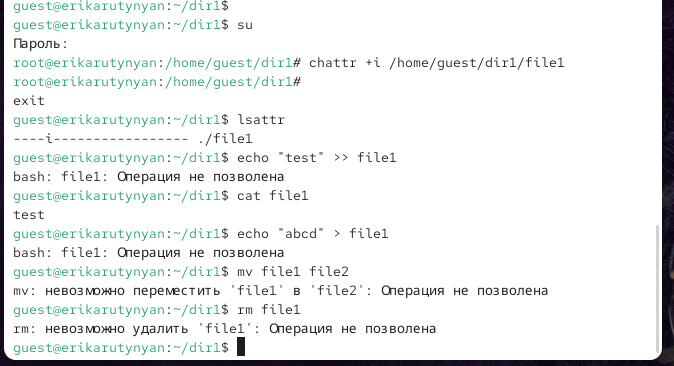 guest@erikarutynyan:~/dir1$
guest@erikarutynyan:~/dir1$ su
Пароль:
root@erikarutynyan:/home/guest/dir1# chattr +i /home/guest/dir1/file1
root@erikarutynyan:/home/guest/dir1#
exit
guest@erikarutynyan:~/dir1$ lsattr
----i----------------- ./file1
guest@erikarutynyan:~/dir1$ echo "test" >> file1
bash: file1: Операция не позволена
guest@erikarutynyan:~/dir1$ cat file1
test
guest@erikarutynyan:~/dir1$ echo "abcd" > file1
bash: file1: Операция не позволена
guest@erikarutynyan:~/dir1$ mv file1 file2
mv: невозможно переместить 'file1' в 'file2': Операция не позволена
guest@erikarutynyan:~/dir1$ rm file1
rm: невозможно удалить 'file1': Операция не позволена
guest@erikarutynyan:~/dir1$